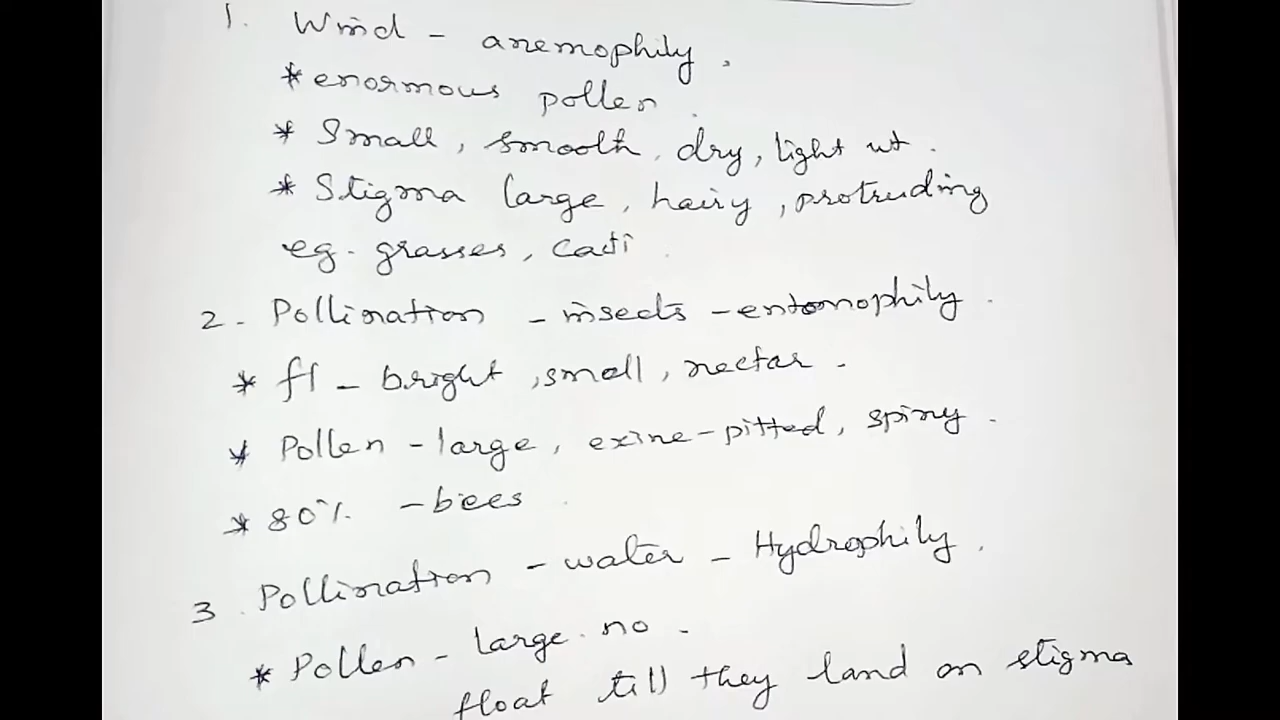 1. Wind - anemophily.
* enormous pollen.
* Small, smooth, dry, light wt.
* Stigma large, hairy, protruding
eg. grasses, cacti.
2. Pollination - insects - entomophily.
* fl - bright, smell, nectar.
* Pollen - large, exine-pitted, spiny.
* 80% - bees
3. Pollination - water - Hydrophily.
* Pollen - large no.
float till they land on stigma